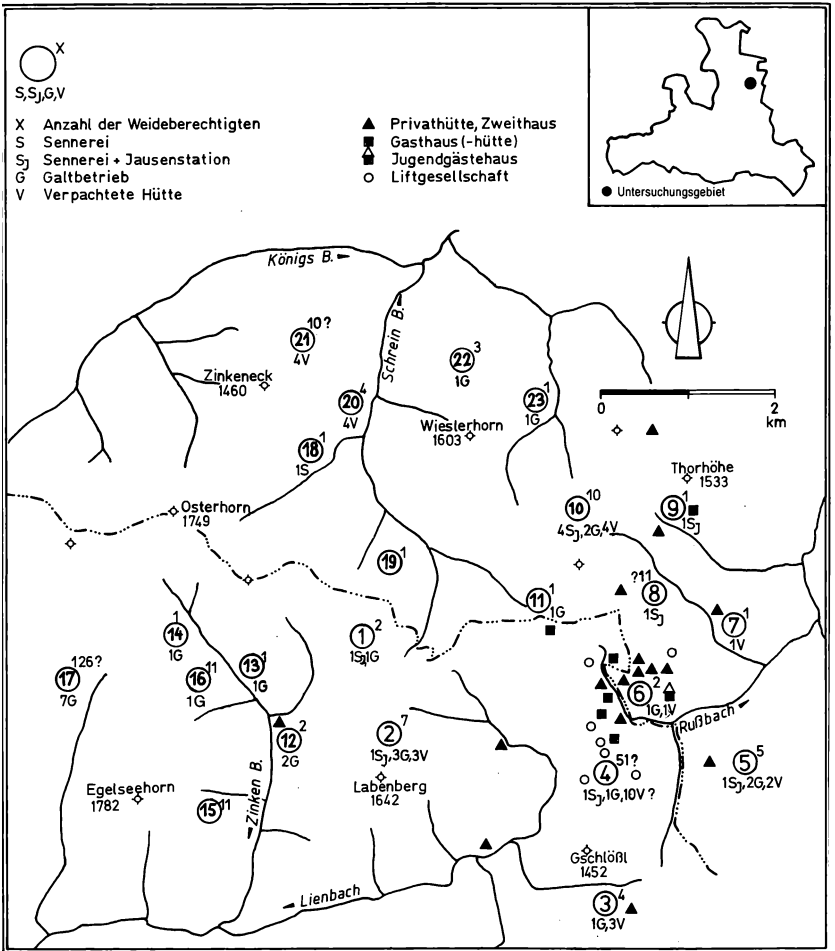 X
S,SJ,G,V
X Anzahl der Weideberechtigten
S Sennerei
SJ Sennerei + Jausenstation
G Galtbetrieb
V Verpachtete Hütte
Privathütte, Zweithaus
Gasthaus (-hütte)
Jugendgästehaus
Liftgesellschaft
Untersuchungsgebiet
Königs B.
Schrein B.
21 10?
4V
22 3
1G
Zinkeneck
1460
20 4
4V
23 1
1G
0 2
km
Wieslerhorn
1603
18 1
1S
Thorhöhe
1533
Osterhorn
1749
10 10
4SJ,2G,4V
9 1
1SJ
19 1
11 1
1G
8 ?11
1SJ
7 1
1V
14 1
1G
1 2
1SJ,1G
17 126?
7G
16 11
1G
13 1
1G
6 2
1G,1V
Rußbach
12 2
2G
2 7
1SJ,3G,3V
4 51?
1SJ,1G,10V?
5 5
1SJ,2G,2V
Egelseehorn
1782
15 11
Zinken B.
Labenberg
1642
Gschlößl
1452
Lienbach
3 4
1G,3V